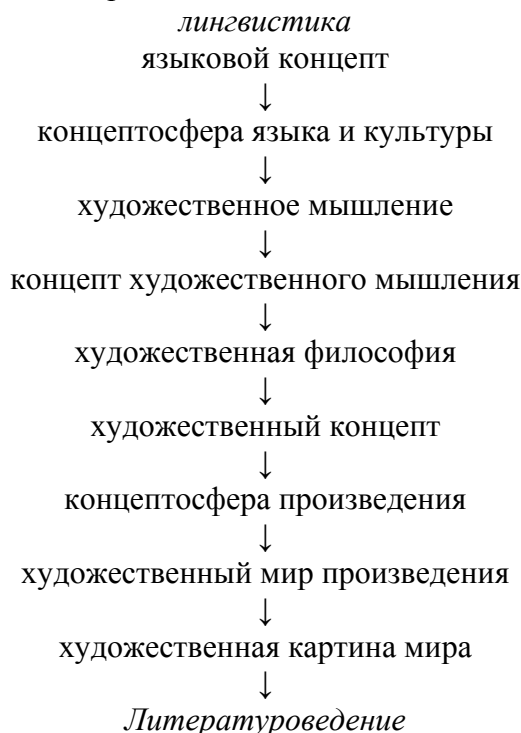 лингвистика
языковой концепт
↓
концептосфера языка и культуры
↓
художественное мышление
↓
концепт художественного мышления
↓
художественная философия
↓
художественный концепт
↓
концептосфера произведения
↓
художественный мир произведения
↓
художественная картина мира
↓
Литературоведение